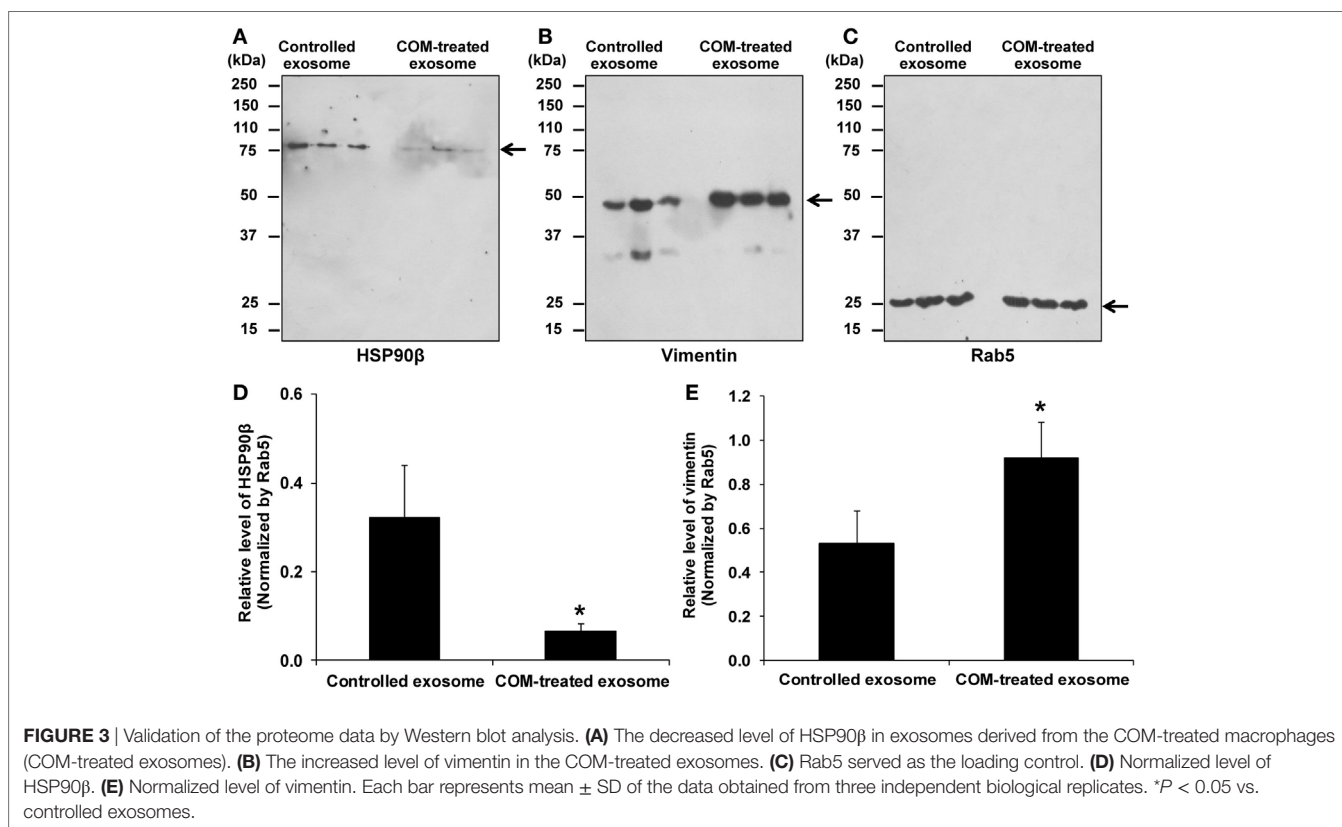 A
(kDa)
Controlled
exosome
COM-treated
exosome
250
150
110
75
50
37
25
15
HSP90β
B
(kDa)
Controlled
exosome
COM-treated
exosome
250
150
110
75
50
37
25
15
Vimentin
C
(kDa)
Controlled
exosome
COM-treated
exosome
250
150
110
75
50
37
25
15
Rab5
D
Relative level of HSP90β
(Normalized by Rab5)
0.6
0.4
0.2
0.0
*
Controlled exosome
COM-treated exosome
E
Relative level of vimentin
(Normalized by Rab5)
1.2
1.0
0.8
0.6
0.4
0.2
0.0
*
Controlled exosome
COM-treated exosome
FIGURE 3 | Validation of the proteome data by Western blot analysis. (A) The decreased level of HSP90β in exosomes derived from the COM-treated macrophages
(COM-treated exosomes). (B) The increased level of vimentin in the COM-treated exosomes. (C) Rab5 served as the loading control. (D) Normalized level of
HSP90β. (E) Normalized level of vimentin. Each bar represents mean ± SD of the data obtained from three independent biological replicates. *P < 0.05 vs.
controlled exosomes.